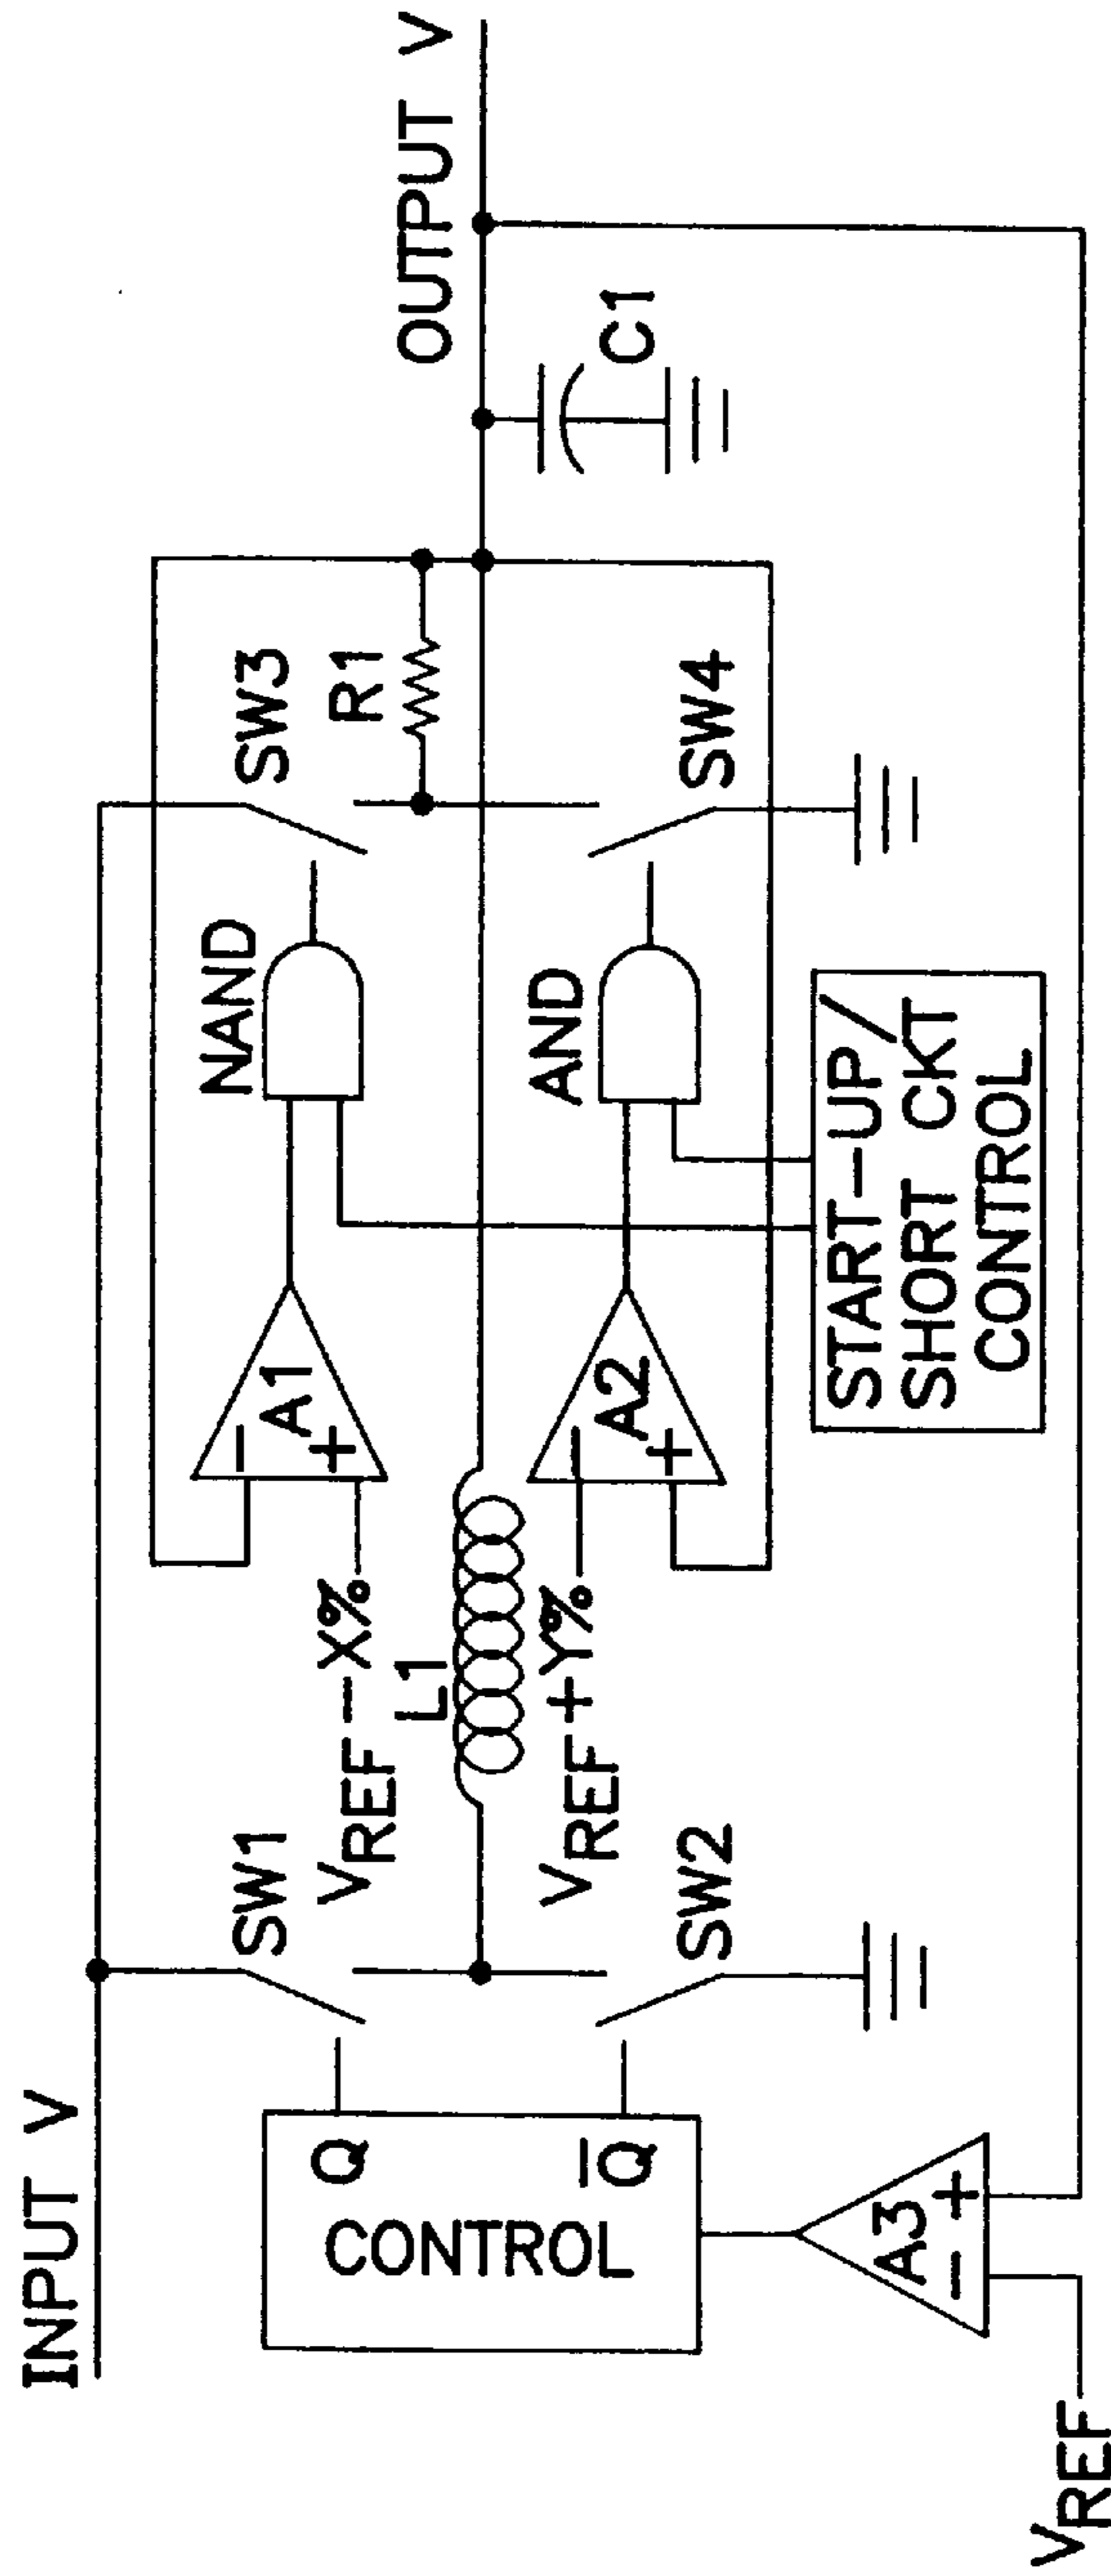 INPUT V
OUTPUT V
SW1
SW3
NAND
A1
−
+
VREF−X%
R1
L1
Q
CONTROL
Q̅
VREF+Y%
A2
−
+
AND
SW2
SW4
C1
START-UP/
SHORT CKT
CONTROL
A3
−
+
VREF